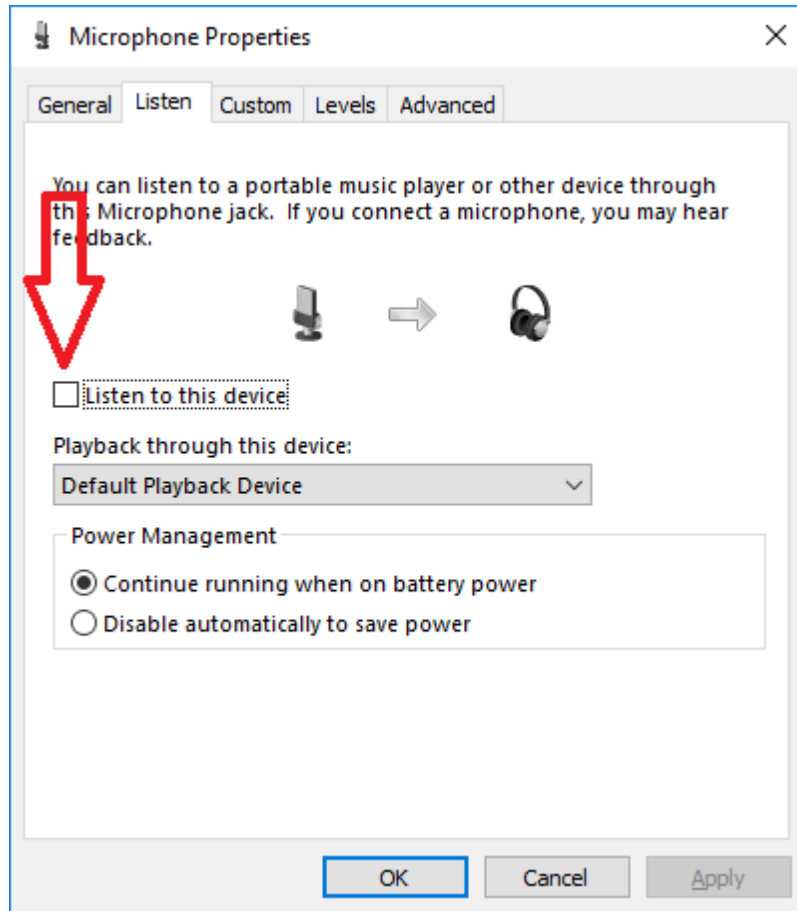 Microphone Properties
General Listen Custom Levels Advanced
You can listen to a portable music player or other device through
this Microphone jack. If you connect a microphone, you may hear
feedback.
Listen to this device
Playback through this device:
Default Playback Device
Power Management
Continue running when on battery power
Disable automatically to save power
OK Cancel Apply